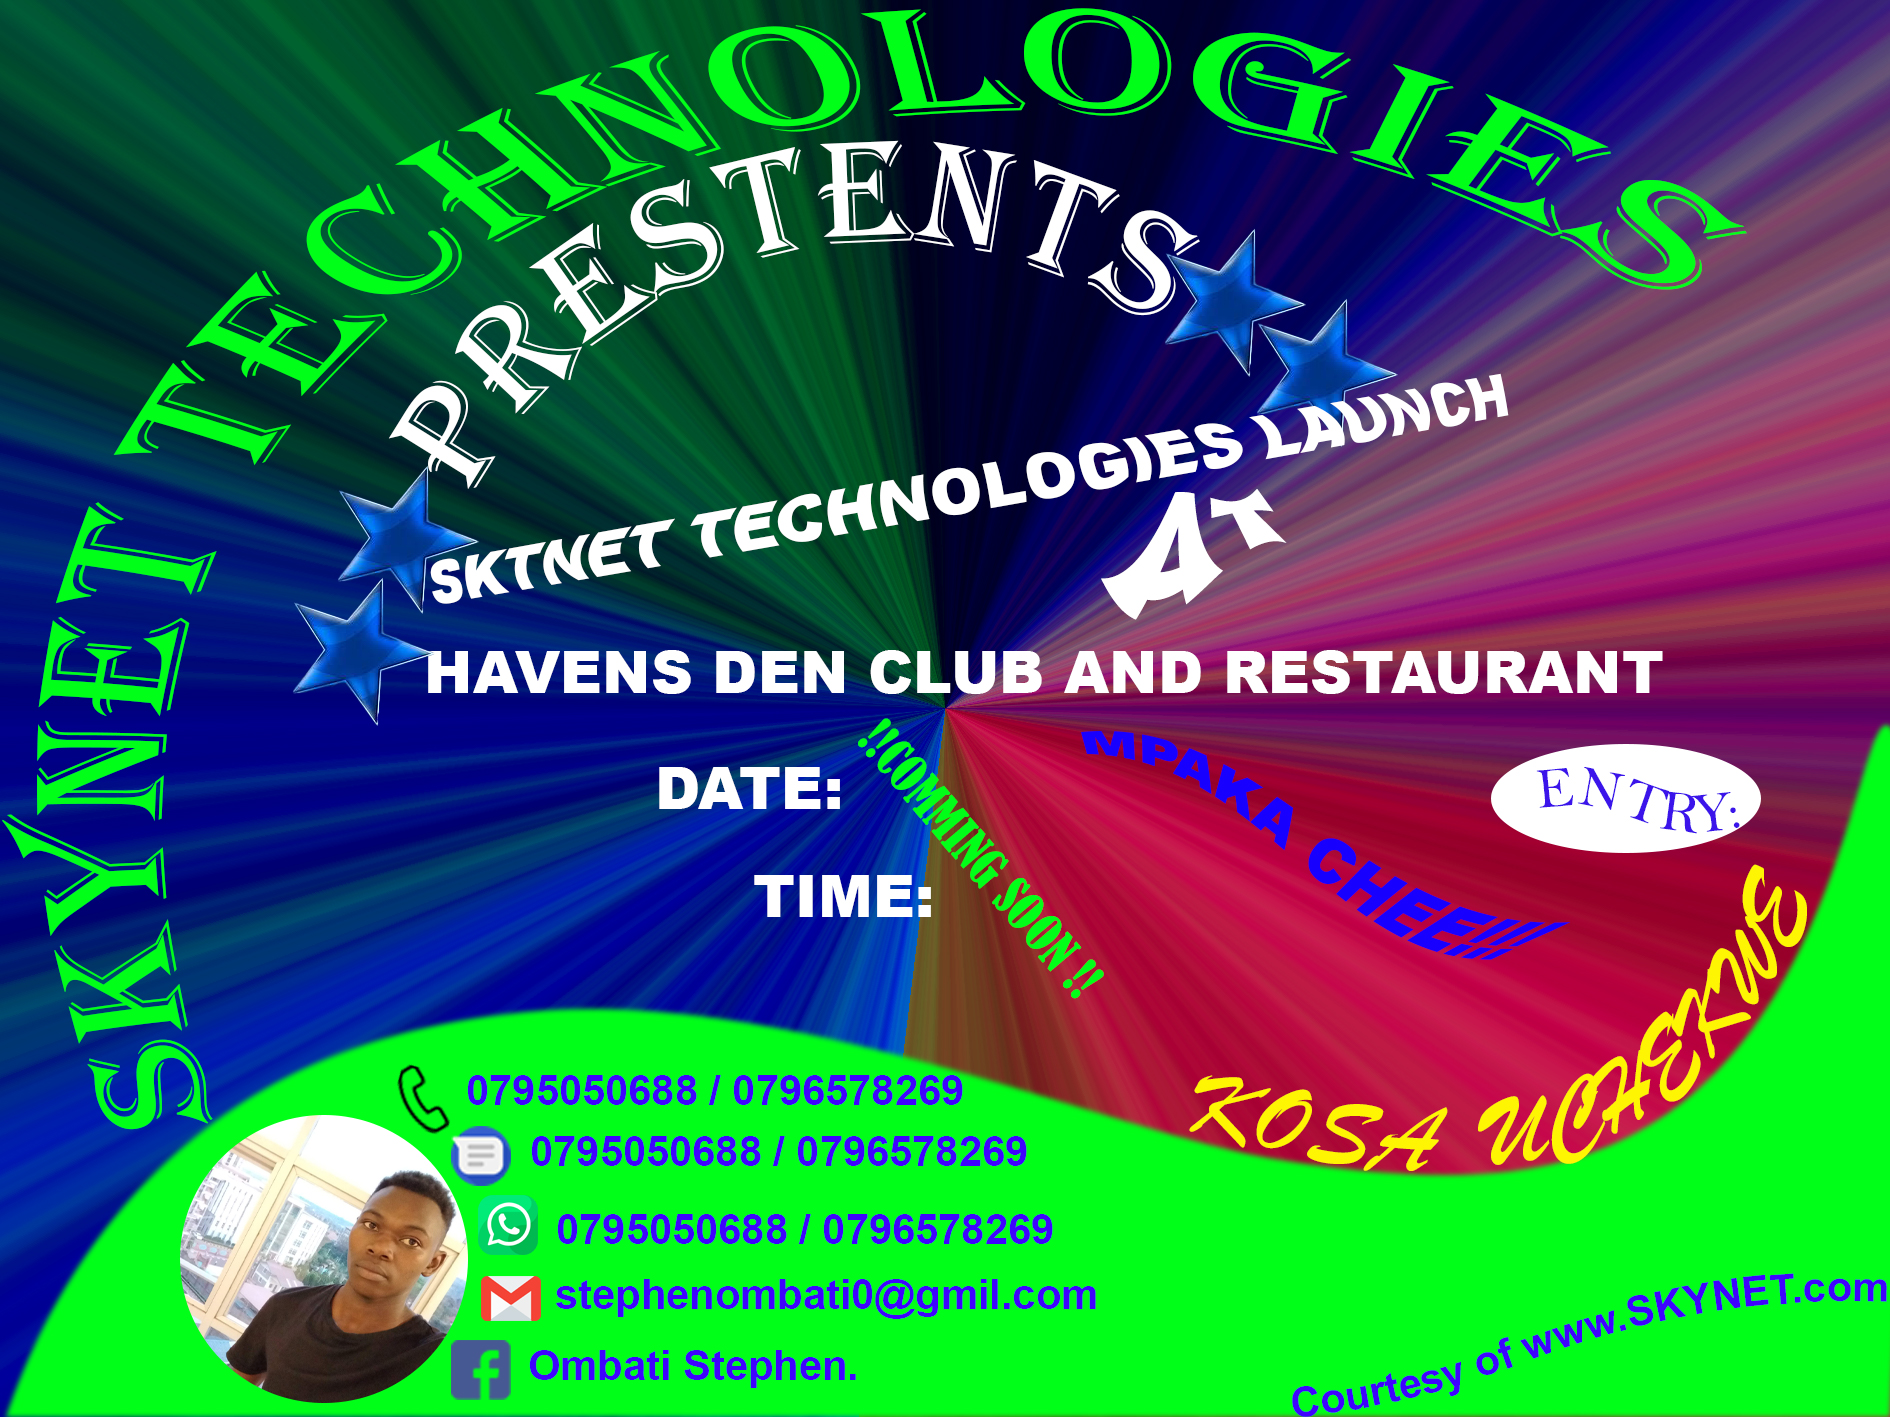 SKYNET TECHNOLOGIES
PRESTENTS
SKTNET TECHNOLOGIES LAUNCH
AT
HAVENS DEN CLUB AND RESTAURANT
DATE:
!!COMMING SOON !!
MPAKA CHEE!!!
ENTRY:
TIME:
KOSA UCHEKWE
0795050688 / 0796578269
0795050688 / 0796578269
0795050688 / 0796578269
stephenombati0@gmil.com
Ombati Stephen.
Courtesy of www.SKYNET.com